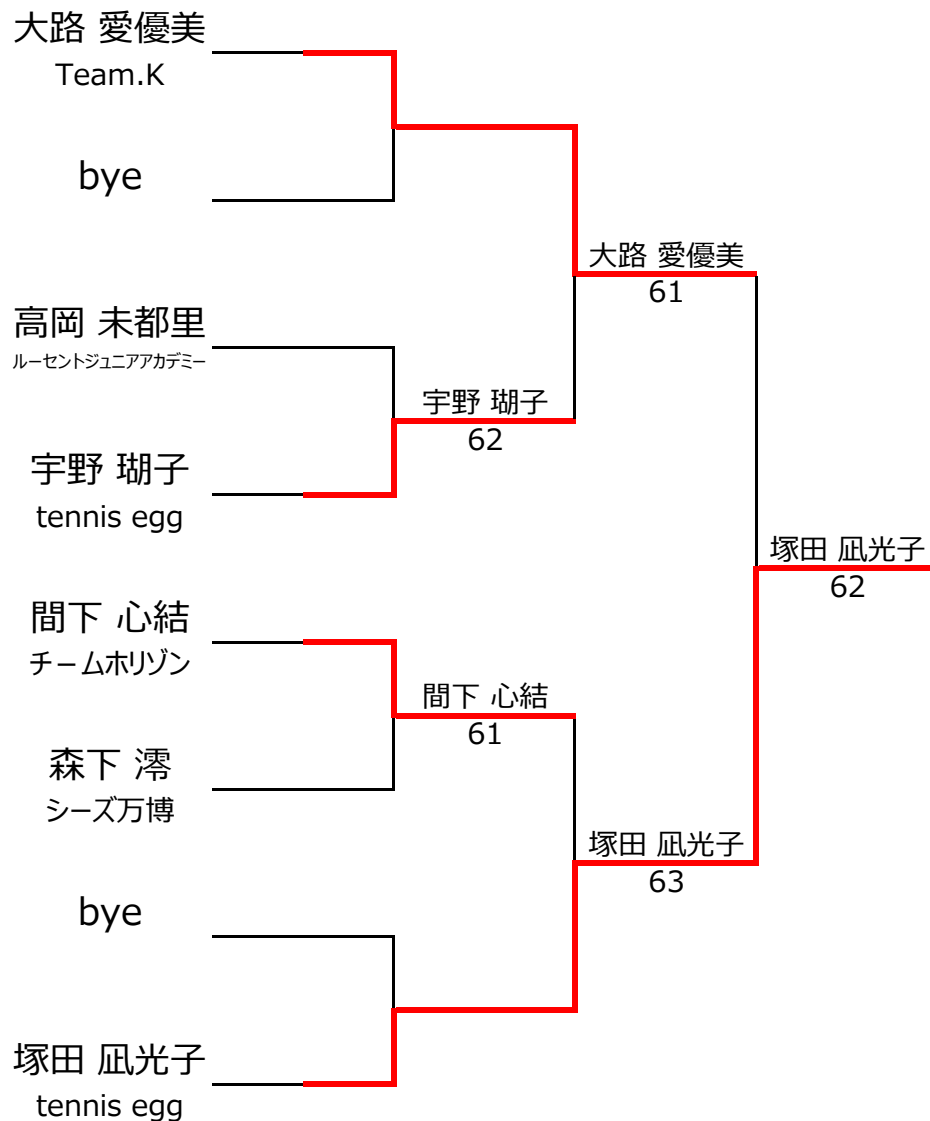 大路 愛優美
Team.K
bye
大路 愛優美
61
高岡 未都里
ルーセントジュニアアカデミー
宇野 瑚子
62
宇野 瑚子
tennis egg
塚田 凪光子
62
間下 心結
チームホリゾン
間下 心結
61
森下 澪
シーズ万博
塚田 凪光子
63
bye
塚田 凪光子
tennis egg